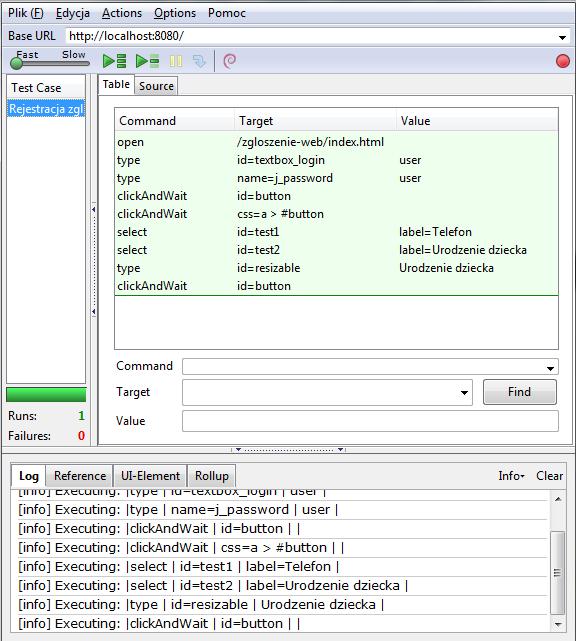 Plik (F) Edycja Actions Options Pomoc
Base URL http://localhost:8080/
Fast Slow
Test Case
Rejestracja zgł
Table Source
Command Target Value
open /zgloszenie-web/index.html
type id=textbox_login user
type name=j_password user
clickAndWait id=button
clickAndWait css=a > #button
select id=test1 label=Telefon
select id=test2 label=Urodzenie dziecka
type id=resizable Urodzenie dziecka
clickAndWait id=button
Command
Target Find
Value
Runs: 1
Failures: 0
Log Reference UI-Element Rollup Info Clear
[info] Executing: |type | id=textbox_login | user |
[info] Executing: |type | name=j_password | user |
[info] Executing: |clickAndWait | id=button | |
[info] Executing: |clickAndWait | css=a > #button | |
[info] Executing: |select | id=test1 | label=Telefon |
[info] Executing: |select | id=test2 | label=Urodzenie dziecka |
[info] Executing: |type | id=resizable | Urodzenie dziecka |
[info] Executing: |clickAndWait | id=button | |